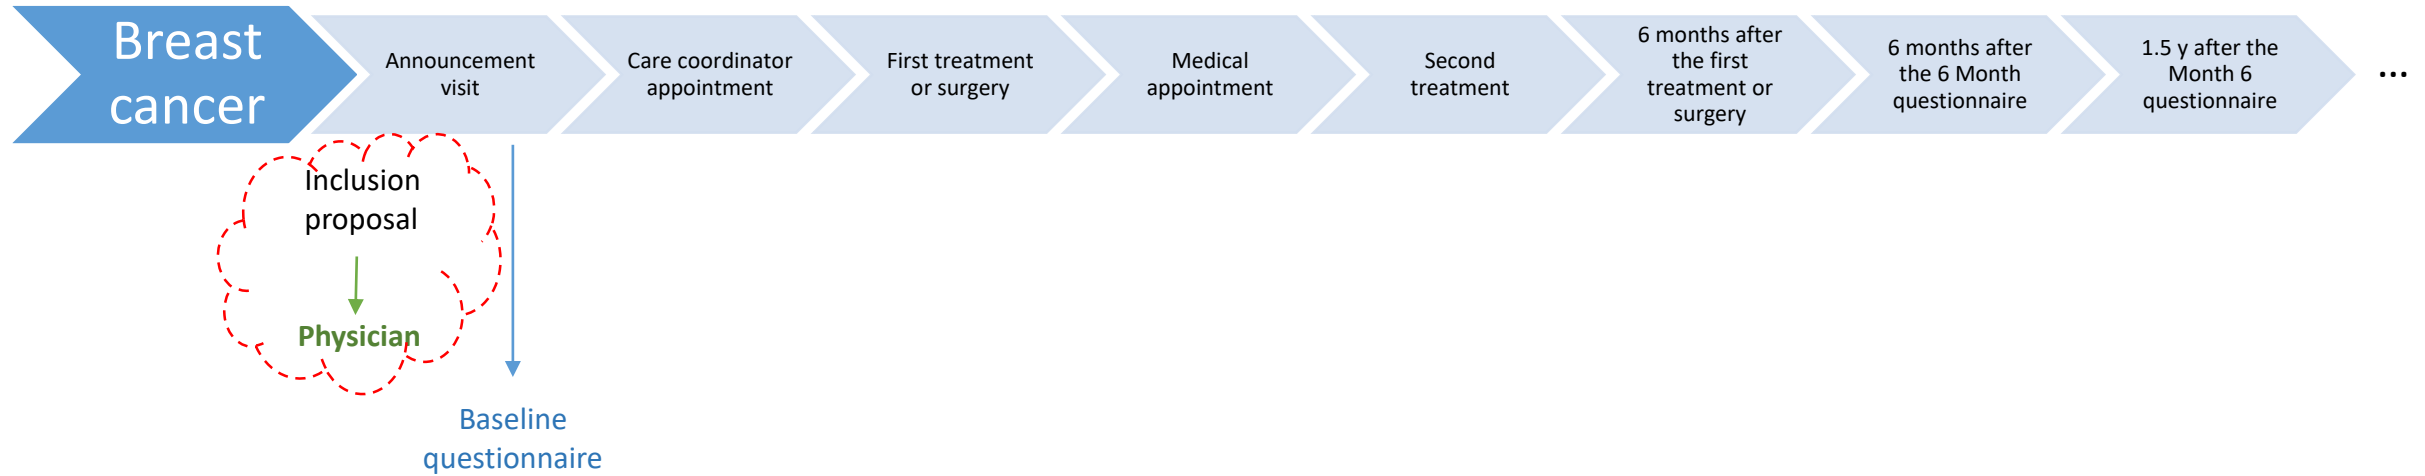 Breast
cancer
Announcement
visit
Care coordinator
appointment
First treatment
or surgery
Medical
appointment
Second
treatment
6 months after
the first
treatment or
surgery
6 months after
the 6 Month
questionnaire
1.5 y after the
Month 6
questionnaire
...
Inclusion
proposal
Physician
Baseline
questionnaire